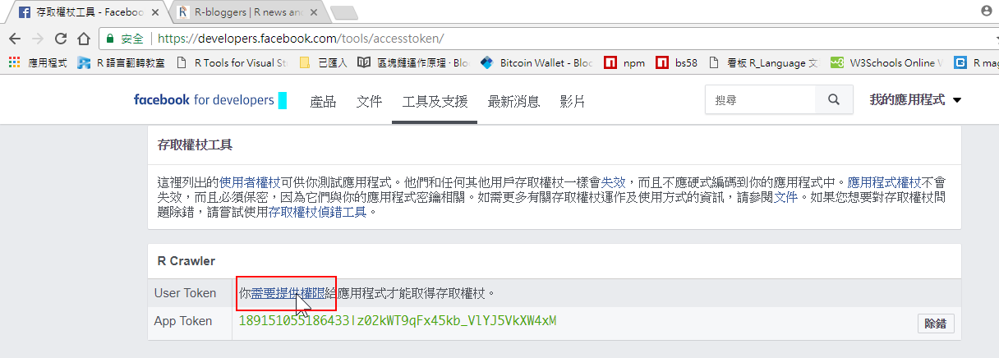 存取權杖工具 - Faceboo
R-bloggers | R news an
安全 | https://developers.facebook.com/tools/accesstoken/
應用程式 R 語言翻轉教室 R Tools for Visual St 已匯入 區塊鏈運作原理 · Blo Bitcoin Wallet - Bloc npm bs58 看板 R_Language 文 W3Schools Online R mag
facebook for developers 產品 文件 工具及支援 最新消息 影片 搜尋 我的應用程式
存取權杖工具
這裡列出的使用者權杖可供你測試應用程式。他們和任何其他用戶存取權杖一樣會失效，而且不應硬式編碼到你的應用程式中。應用程式權杖不會
失效，而且必須保密，因為它們與你的應用程式密鑰相關。如需更多有關存取權杖運作及使用方式的資訊，請參閱文件。如果您想要對存取權杖問
題除錯，請嘗試使用存取權杖偵錯工具。
R Crawler
User Token 你需要提供權限給應用程式才能取得存取權杖。
App Token 189151055186433|z02kWT9qFx45kb_VlYJ5VkXW4xM 除錯